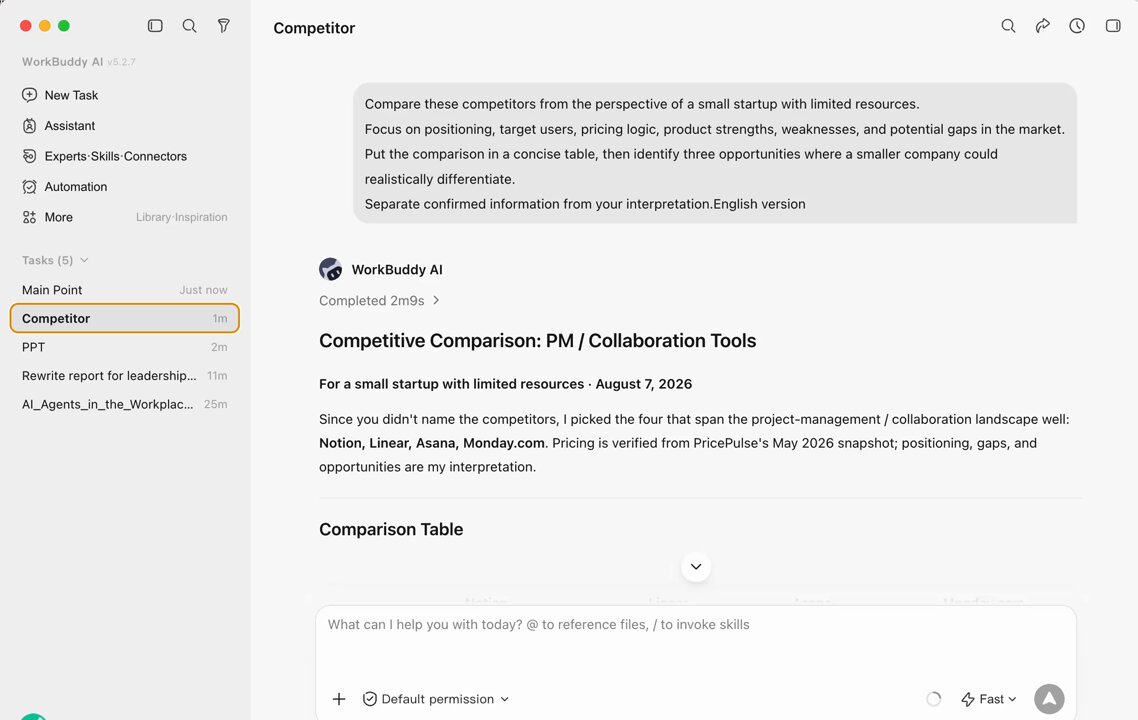 Competitor
WorkBuddy AI v5.2.7
New Task
Assistant
Experts·Skills·Connectors
Automation
More Library·Inspiration
Tasks (5)
Main Point Just now
Competitor 1m
PPT 2m
Rewrite report for leadership... 11m
AI_Agents_in_the_Workplac... 25m
Compare these competitors from the perspective of a small startup with limited resources.
Focus on positioning, target users, pricing logic, product strengths, weaknesses, and potential gaps in the market.
Put the comparison in a concise table, then identify three opportunities where a smaller company could
realistically differentiate.
Separate confirmed information from your interpretation.English version
WorkBuddy AI
Completed 2m9s
Competitive Comparison: PM / Collaboration Tools
For a small startup with limited resources · August 7, 2026
Since you didn't name the competitors, I picked the four that span the project-management / collaboration landscape well:
Notion, Linear, Asana, Monday.com. Pricing is verified from PricePulse's May 2026 snapshot; positioning, gaps, and
opportunities are my interpretation.
Comparison Table
Notion Linear Asana Monday.com
What can I help you with today? @ to reference files, / to invoke skills
Default permission
Fast